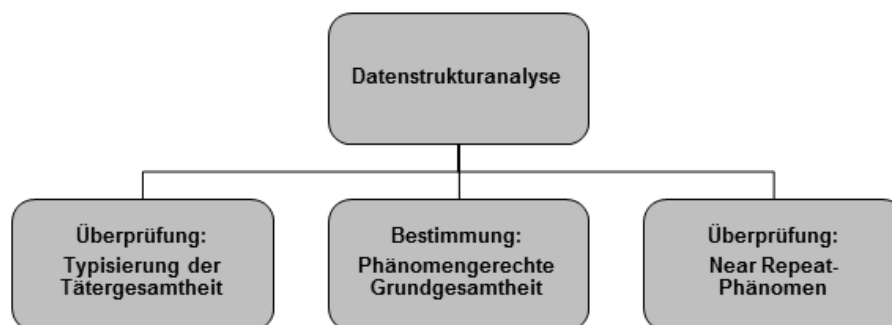 Datenstrukturanalyse
Überprüfung:
Typisierung der
Tätergesamtheit
Bestimmung:
Phänomengerechte
Grundgesamtheit
Überprüfung:
Near Repeat-
Phänomen